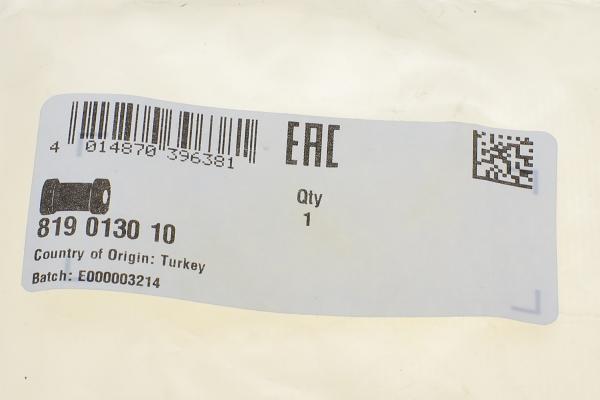 4 014870 396381
EAC
Qty
1
819 0130 10
Country of Origin: Turkey
Batch: E000003214